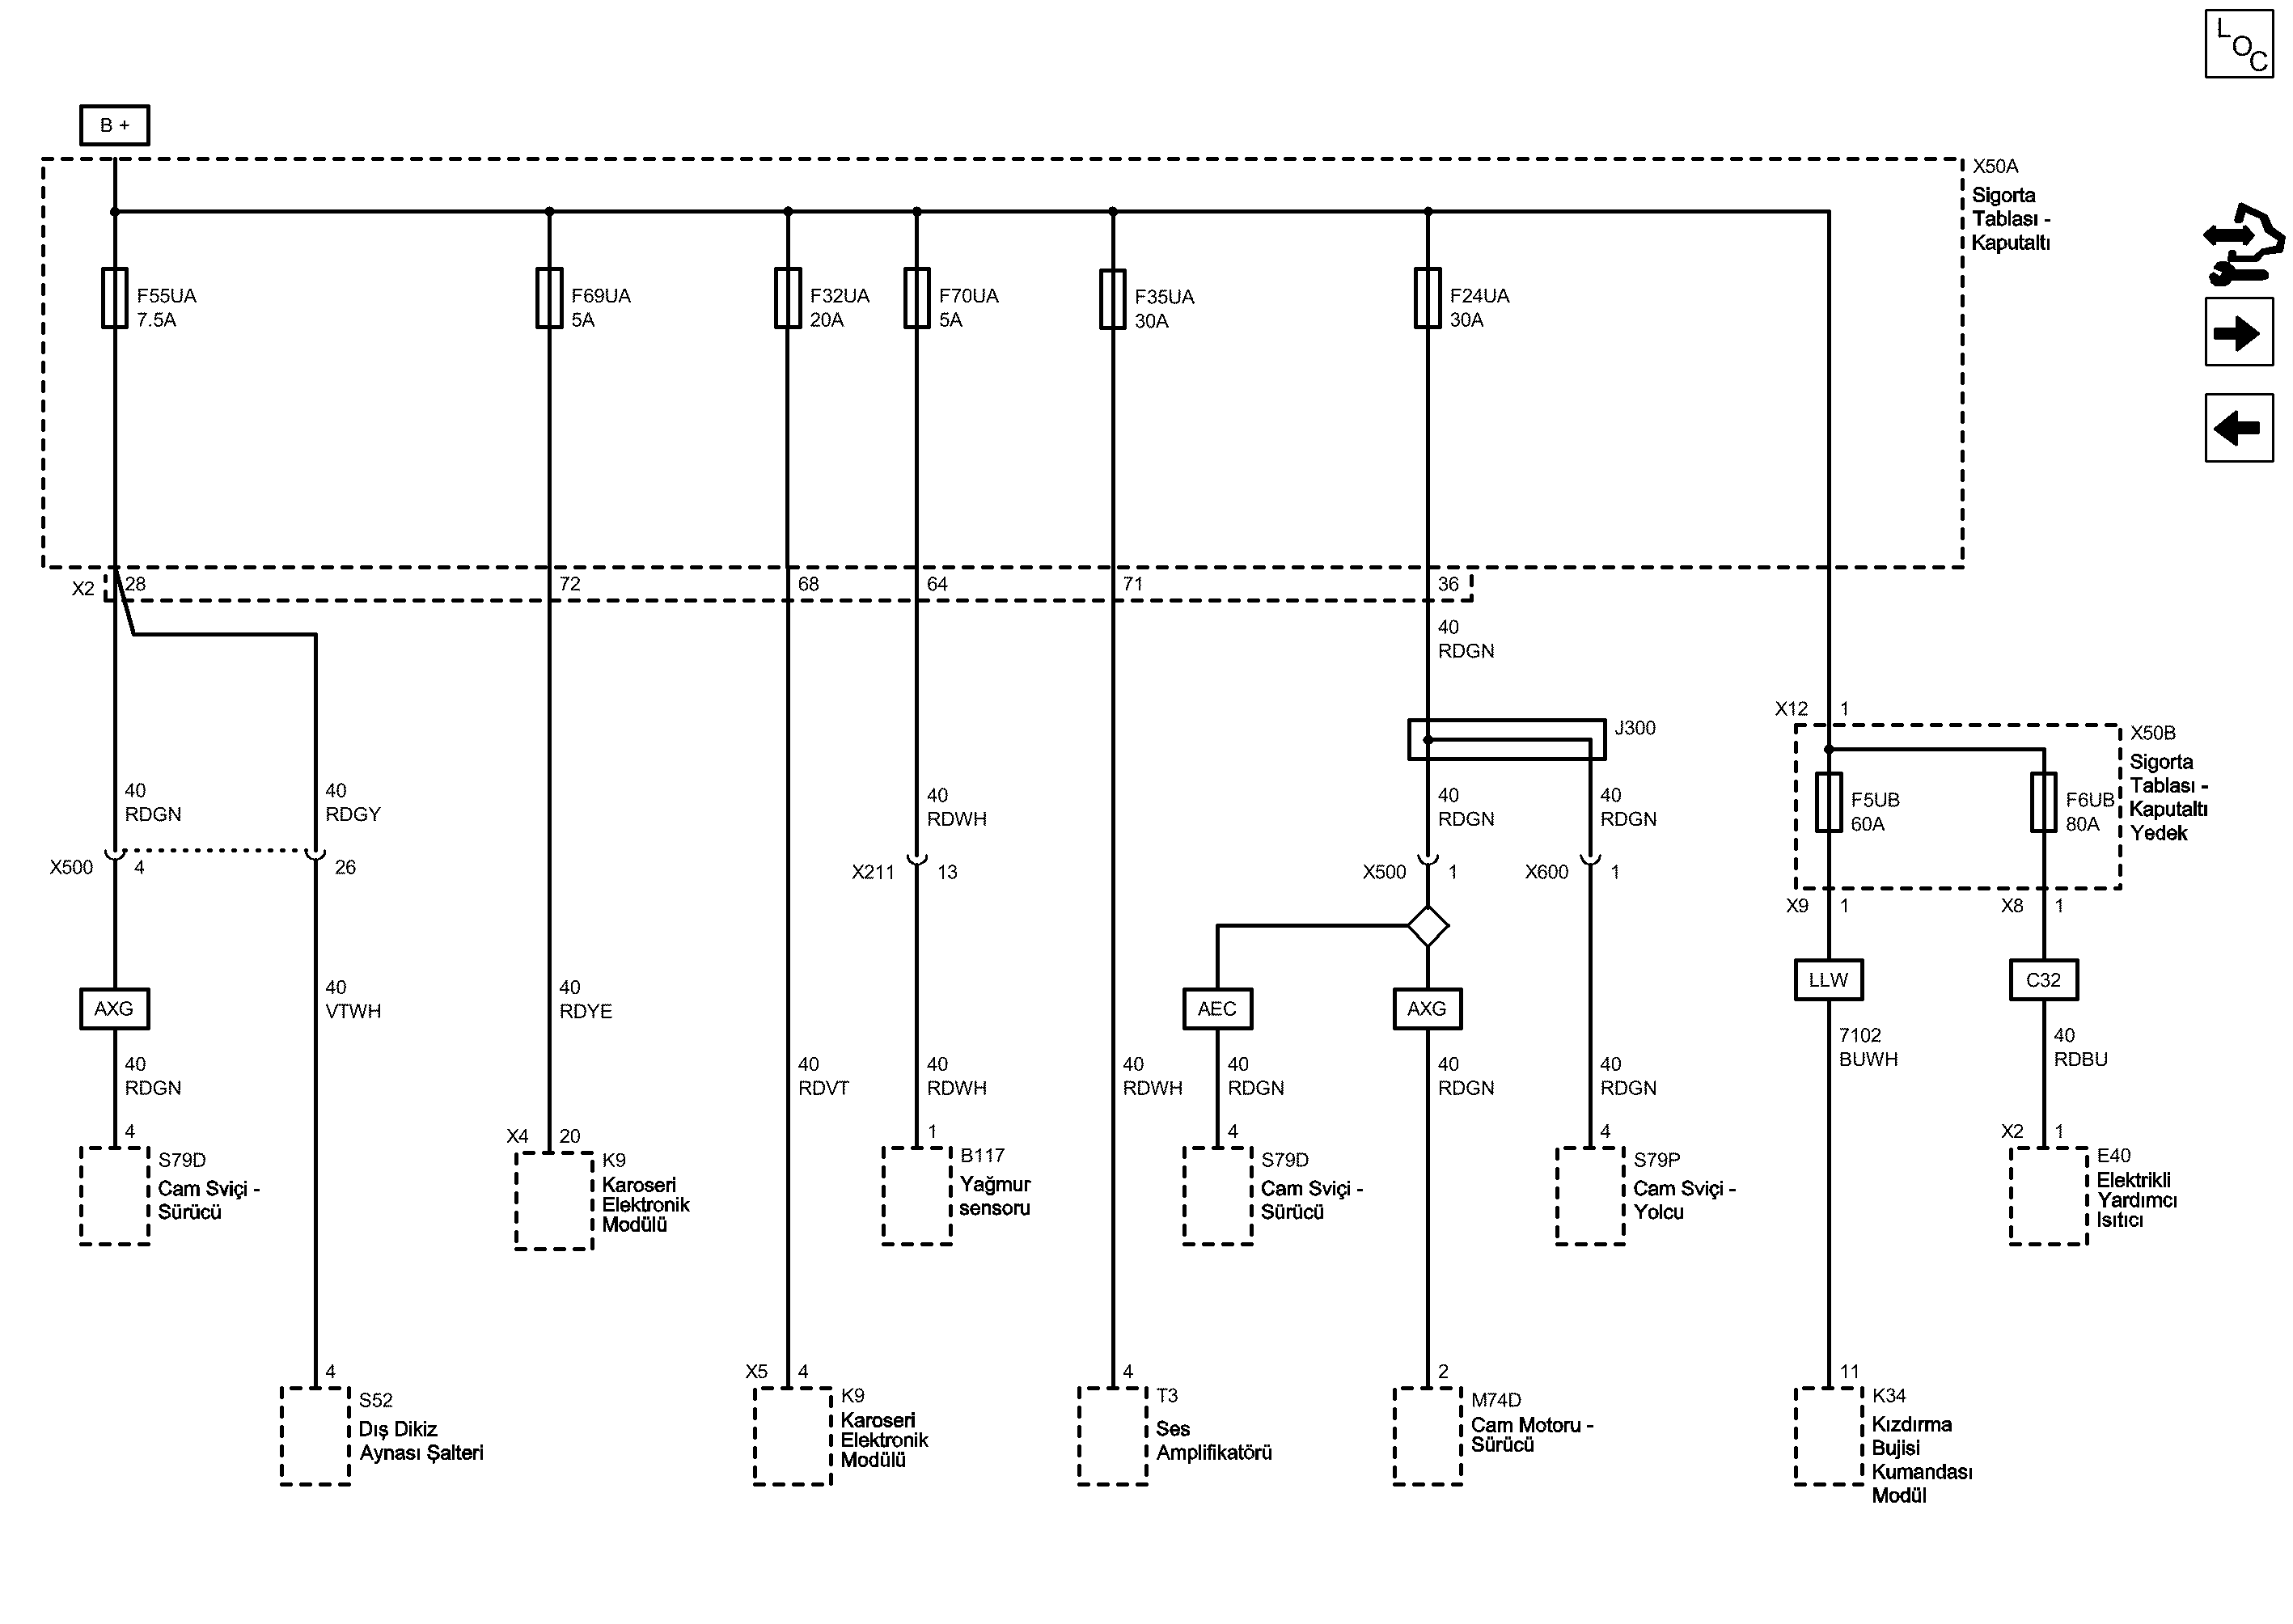 L
O
C
B +
X50A
Sigorta
Tablası -
Kaputaltı
F55UA
7.5A
F69UA
5A
F32UA
20A
F70UA
5A
F35UA
30A
F24UA
30A
X2
28
72
68
64
71
36
40
RDGN
X12
1
J300
X50B
Sigorta
Tablası -
Kaputaltı
Yedek
F5UB
60A
F6UB
80A
40
RDGN
40
RDGY
40
RDWH
40
RDGN
40
RDGN
X500
4
26
X211
13
X500
1
X600
1
X9
1
X8
1
AXG
AEC
AXG
LLW
C32
40
VTWH
40
RDYE
7102
BUWH
40
RDBU
40
RDGN
40
RDVT
40
RDWH
40
RDWH
40
RDGN
40
RDGN
40
RDGN
4
S79D
Cam Sviçi -
Sürücü
X4
20
K9
Karoseri
Elektronik
Modülü
1
B117
Yağmur
sensoru
4
S79D
Cam Sviçi -
Sürücü
4
S79P
Cam Sviçi -
Yolcu
X2
1
E40
Elektrikli
Yardımcı
Isıtıcı
4
S52
Dış Dikiz
Aynası Şalteri
X5
4
K9
Karoseri
Elektronik
Modülü
4
T3
Ses
Amplifikatörü
2
M74D
Cam Motoru -
Sürücü
11
K34
Kızdırma
Bujisi
Kumandası
Modül